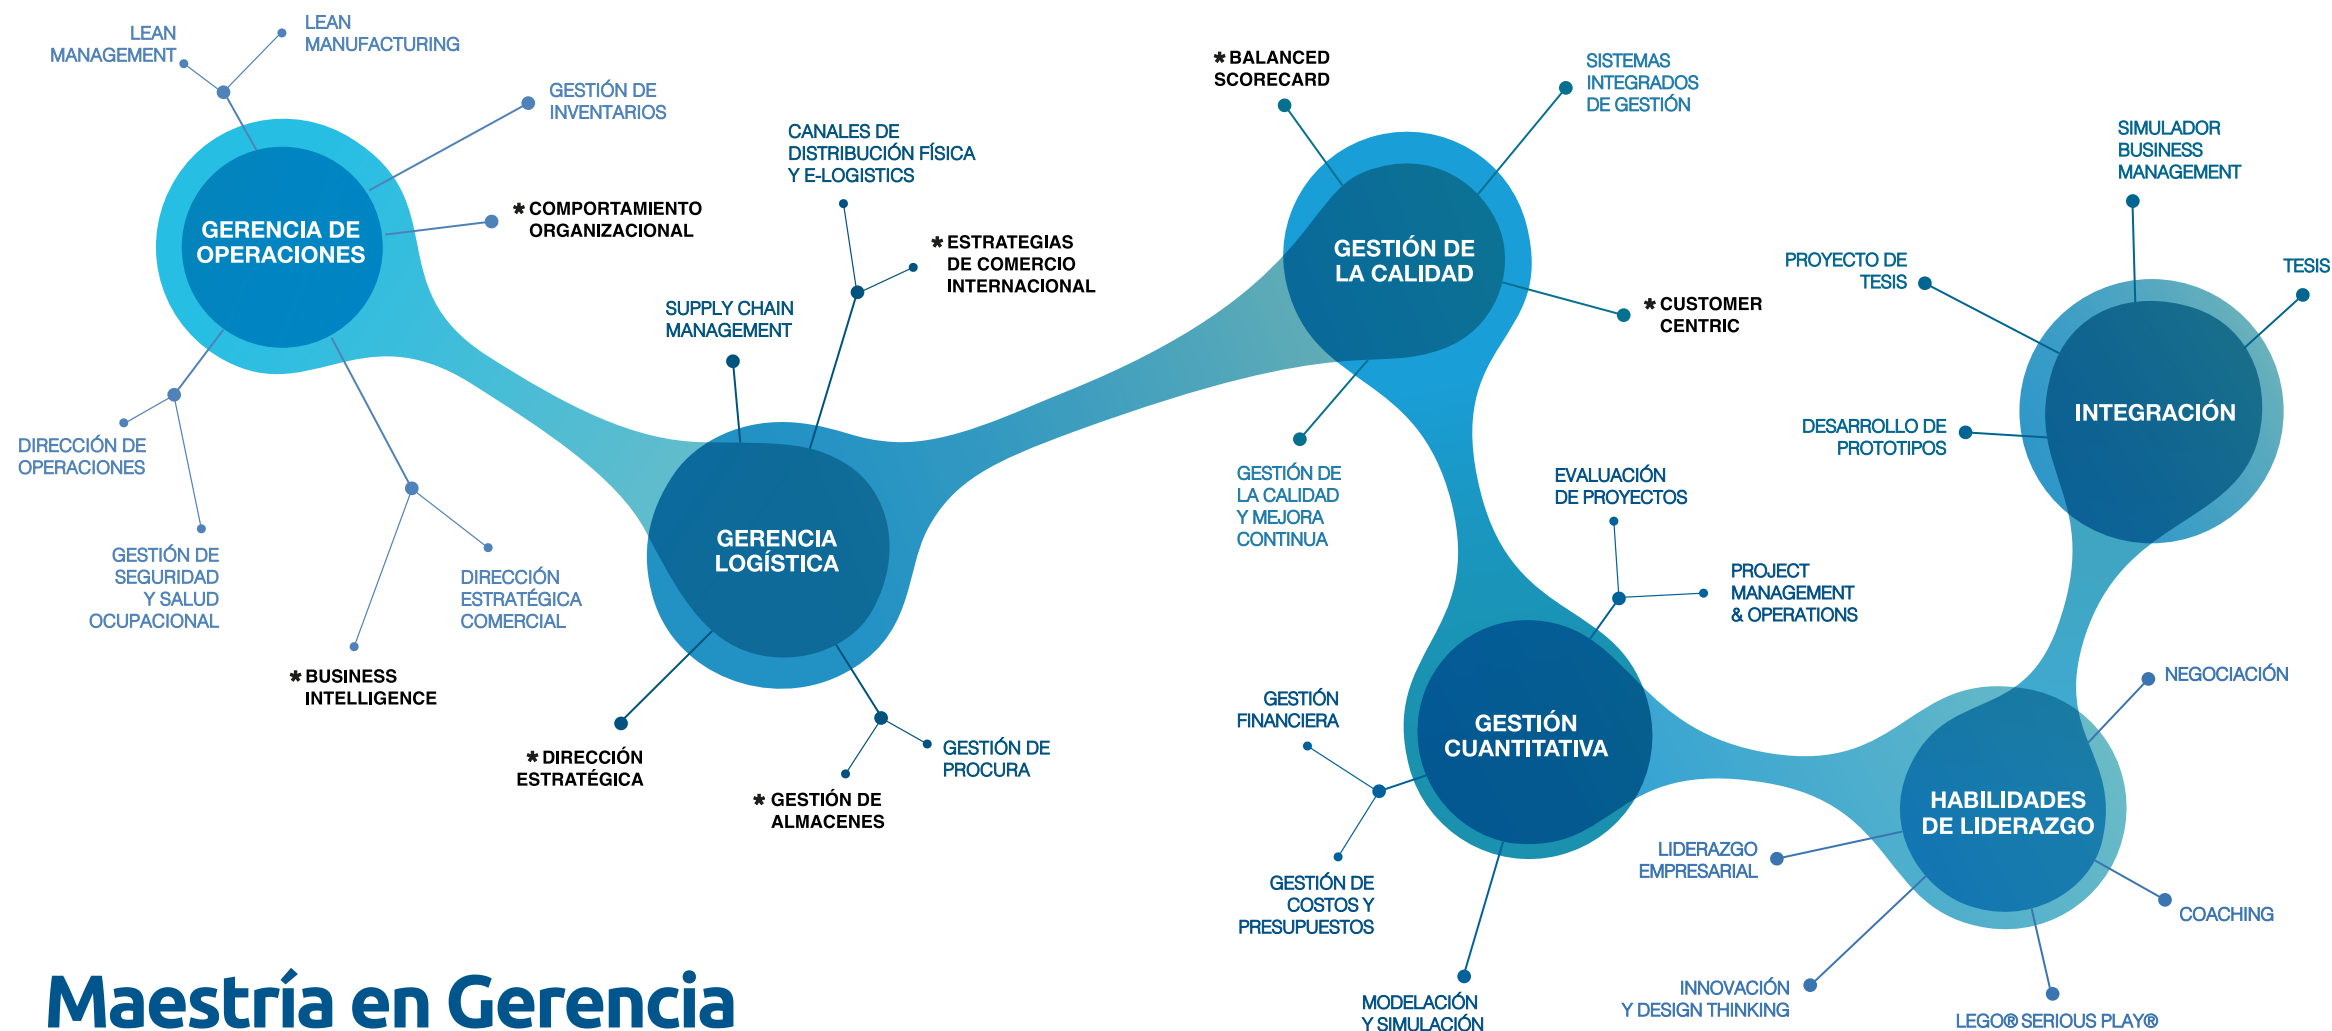 LEAN
MANAGEMENT
LEAN
MANUFACTURING
GESTIÓN DE
INVENTARIOS
* COMPORTAMIENTO
ORGANIZACIONAL
GERENCIA DE
OPERACIONES
DIRECCIÓN DE
OPERACIONES
GESTIÓN DE
SEGURIDAD
Y SALUD
OCUPACIONAL
* BUSINESS
INTELLIGENCE
DIRECCIÓN
ESTRATÉGICA
COMERCIAL
SUPPLY CHAIN
MANAGEMENT
CANALES DE
DISTRIBUCIÓN FÍSICA
Y E-LOGISTICS
* ESTRATEGIAS
DE COMERCIO
INTERNACIONAL
GERENCIA
LOGÍSTICA
* DIRECCIÓN
ESTRATÉGICA
* GESTIÓN DE
ALMACENES
GESTIÓN DE
PROCURA
* BALANCED
SCORECARD
SISTEMAS
INTEGRADOS
DE GESTIÓN
GESTIÓN DE
LA CALIDAD
* CUSTOMER
CENTRIC
GESTIÓN DE
LA CALIDAD
Y MEJORA
CONTINUA
EVALUACIÓN
DE PROYECTOS
PROJECT
MANAGEMENT
& OPERATIONS
GESTIÓN
FINANCIERA
GESTIÓN
CUANTITATIVA
GESTIÓN DE
COSTOS Y
PRESUPUESTOS
MODELACIÓN
Y SIMULACIÓN
SIMULADOR
BUSINESS
MANAGEMENT
PROYECTO DE
TESIS
TESIS
DESARROLLO DE
PROTOTIPOS
INTEGRACIÓN
NEGOCIACIÓN
HABILIDADES
DE LIDERAZGO
LIDERAZGO
EMPRESARIAL
COACHING
INNOVACIÓN
Y DESIGN THINKING
LEGO® SERIOUS PLAY®
Maestría en Gerencia